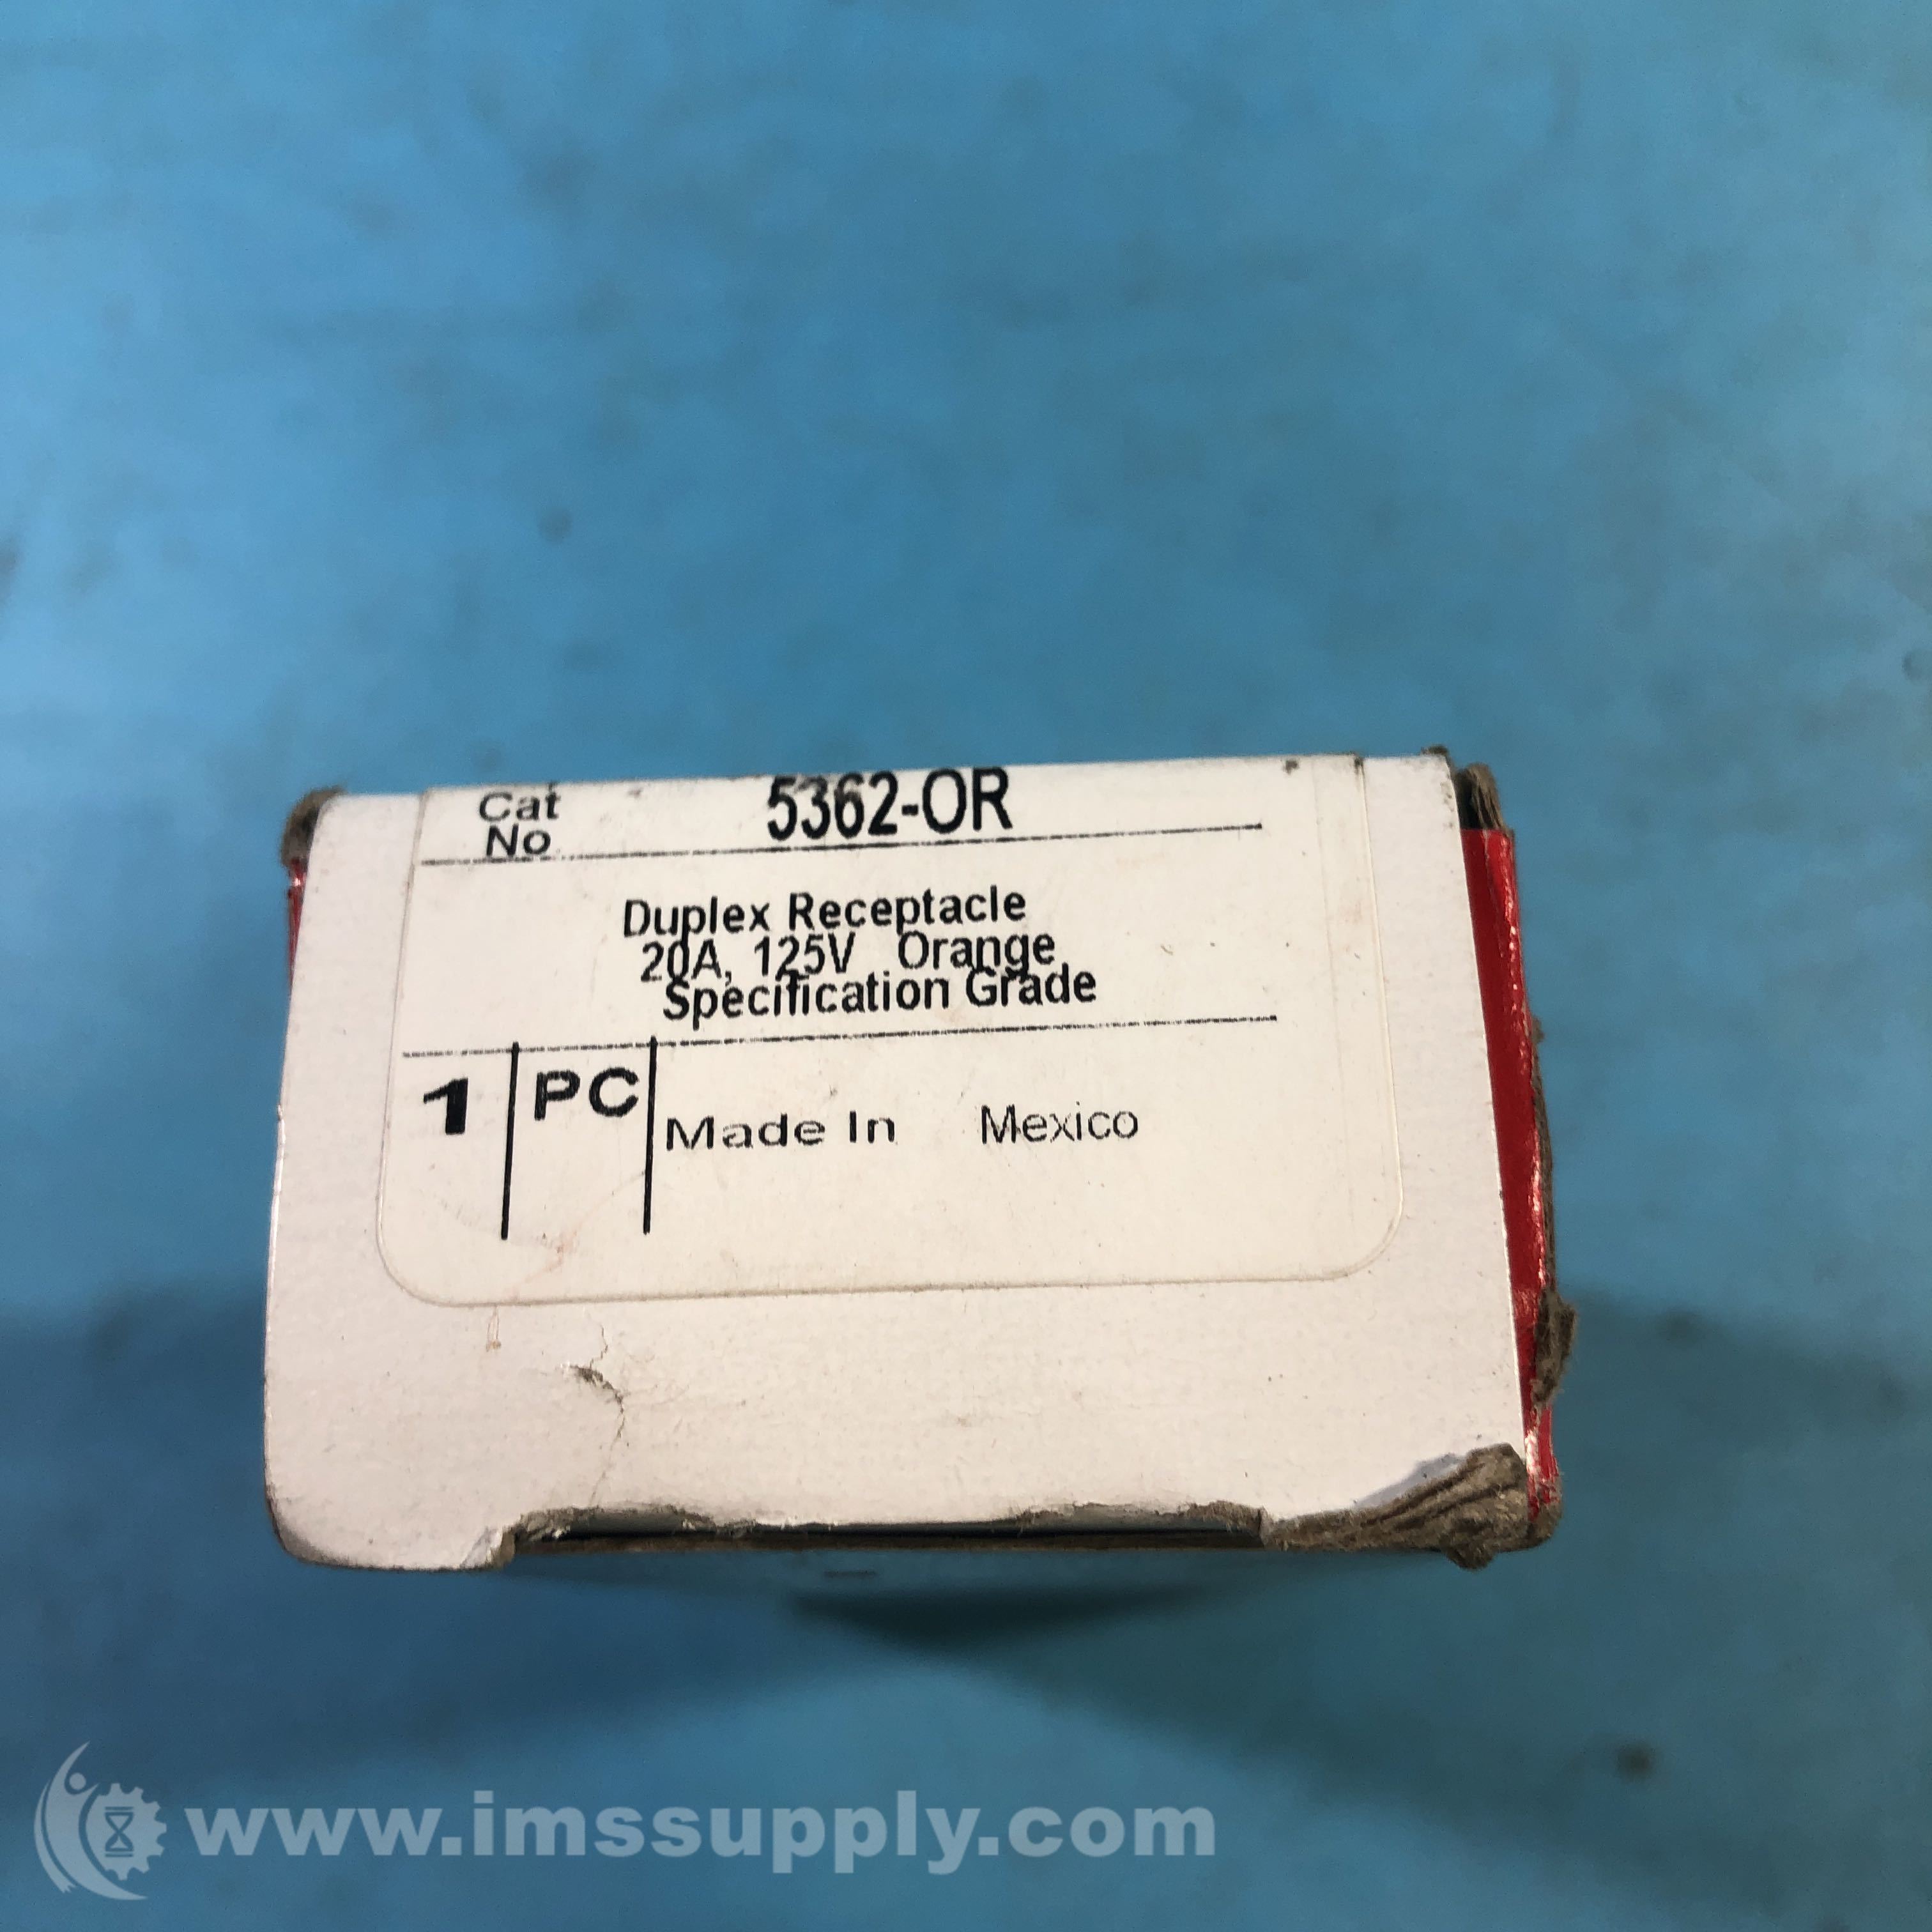 Cat No 5362-OR
Duplex Receptacle
20A, 125V Orange
Specification Grade
1 PC Made In Mexico
www.imssupply.com